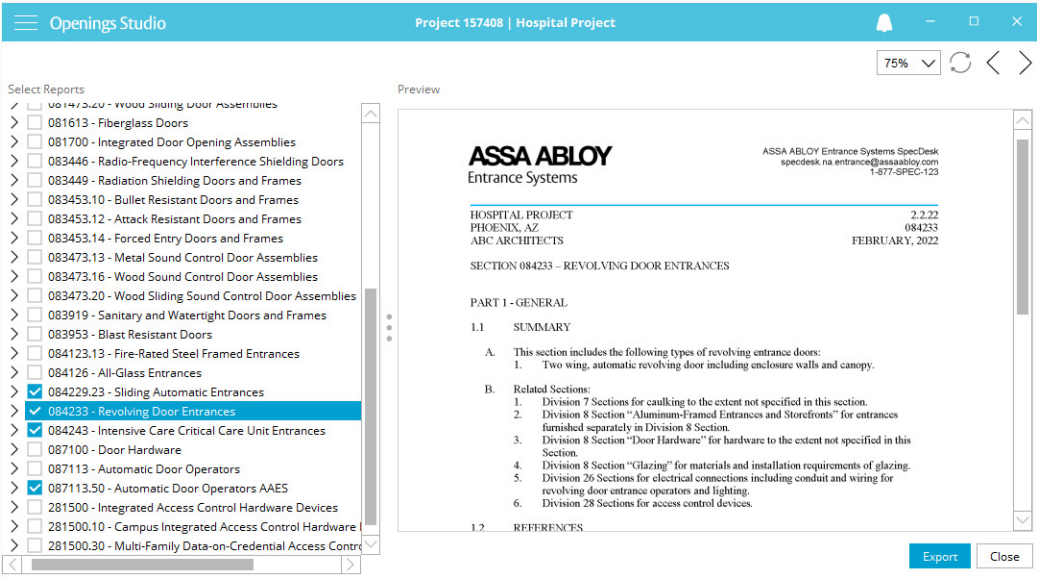 Openings Studio
Project 157408 | Hospital Project
75%
Select Reports
081473.20 - Wood Sliding Door Assemblies
081613 - Fiberglass Doors
081700 - Integrated Door Opening Assemblies
083446 - Radio-Frequency Interference Shielding Doors
083449 - Radiation Shielding Doors and Frames
083453.10 - Bullet Resistant Doors and Frames
083453.12 - Attack Resistant Doors and Frames
083453.14 - Forced Entry Doors and Frames
083473.13 - Metal Sound Control Door Assemblies
083473.16 - Wood Sound Control Door Assemblies
083473.20 - Wood Sliding Sound Control Door Assemblies
083919 - Sanitary and Watertight Doors and Frames
083953 - Blast Resistant Doors
084123.13 - Fire-Rated Steel Framed Entrances
084126 - All-Glass Entrances
084229.23 - Sliding Automatic Entrances
084233 - Revolving Door Entrances
084243 - Intensive Care Critical Care Unit Entrances
087100 - Door Hardware
087113 - Automatic Door Operators
087113.50 - Automatic Door Operators AAES
281500 - Integrated Access Control Hardware Devices
281500.10 - Campus Integrated Access Control Hardware
281500.30 - Multi-Family Data-on-Credential Access Contr
Preview
ASSA ABLOY
Entrance Systems
ASSA ABLOY Entrance Systems SpecDesk
specdesk.na.entrance@assaabloy.com
1-877-SPEC-123
HOSPITAL PROJECT 2.2.22
PHOENIX, AZ 084233
ABC ARCHITECTS FEBRUARY, 2022
SECTION 084233 – REVOLVING DOOR ENTRANCES
PART 1 - GENERAL
1.1 SUMMARY
A. This section includes the following types of revolving entrance doors:
1. Two wing, automatic revolving door including enclosure walls and canopy.
B. Related Sections:
1. Division 7 Sections for caulking to the extent not specified in this section.
2. Division 8 Section “Aluminum-Framed Entrances and Storefronts” for entrances
furnished separately in Division 8 Section.
3. Division 8 Section “Door Hardware” for hardware to the extent not specified in this
Section.
4. Division 8 Section “Glazing” for materials and installation requirements of glazing.
5. Division 26 Sections for electrical connections including conduit and wiring for
revolving door entrance operators and lighting.
6. Division 28 Sections for access control devices.
1.2 REFERENCES
Export
Close